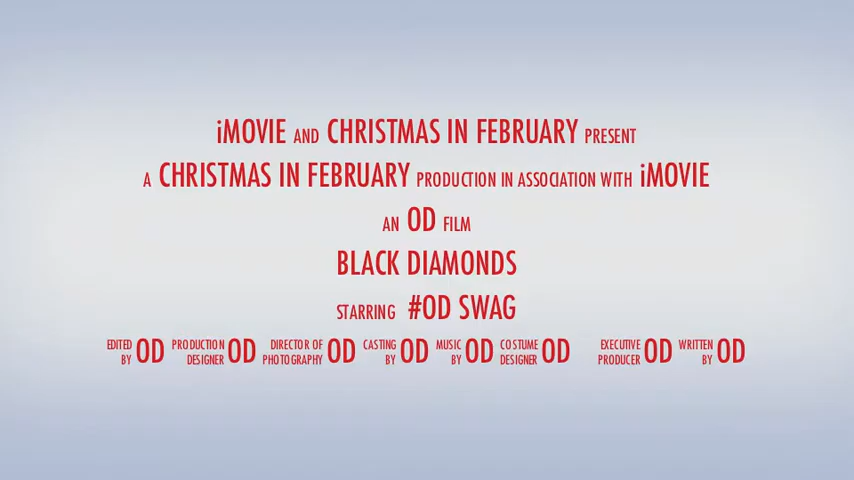 iMOVIE AND CHRISTMAS IN FEBRUARY PRESENT
A CHRISTMAS IN FEBRUARY PRODUCTION IN ASSOCIATION WITH iMOVIE
AN OD FILM
BLACK DIAMONDS
STARRING #OD SWAG
EDITED BY OD PRODUCTION DESIGNER OD DIRECTOR OF PHOTOGRAPHY OD CASTING BY OD MUSIC BY OD COSTUME DESIGNER OD EXECUTIVE PRODUCER OD WRITTEN BY OD